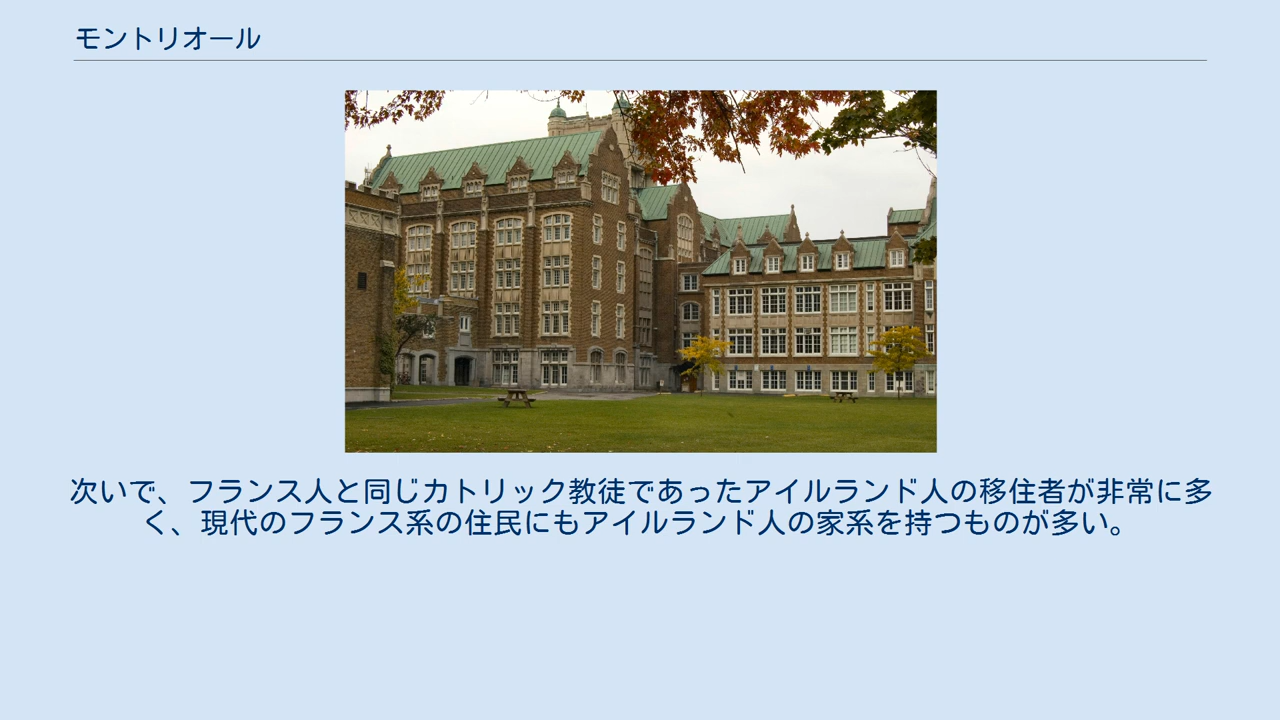 モントリオール
次いで、フランス人と同じカトリック教徒であったアイルランド人の移住者が非常に多
く、現代のフランス系の住民にもアイルランド人の家系を持つものが多い。